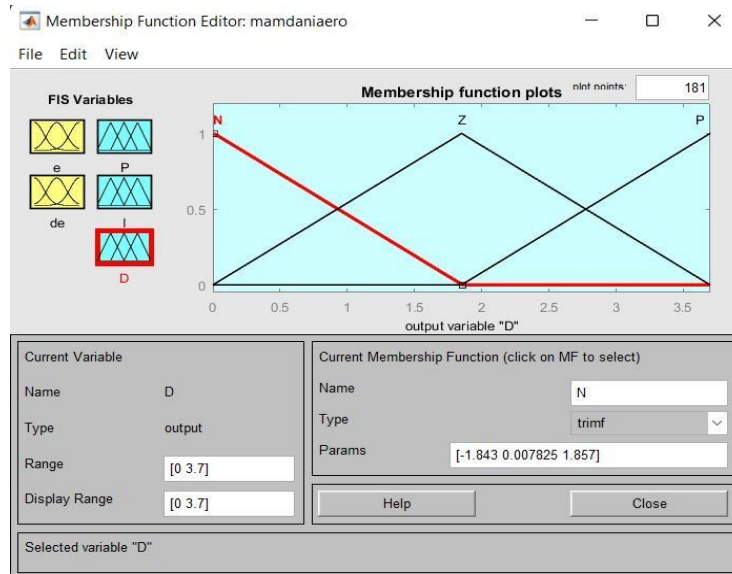 Membership Function Editor: mamdaniaero
File Edit View
FIS Variables
Membership function plots plot points: 181
e P
de I
D
N Z P
1
0.5
0
0 0.5 1 1.5 2 2.5 3 3.5
output variable "D"
Current Variable
Name D
Type output
Range [0 3.7]
Display Range [0 3.7]
Current Membership Function (click on MF to select)
Name N
Type trimf
Params [-1.843 0.007825 1.857]
Help Close
Selected variable "D"